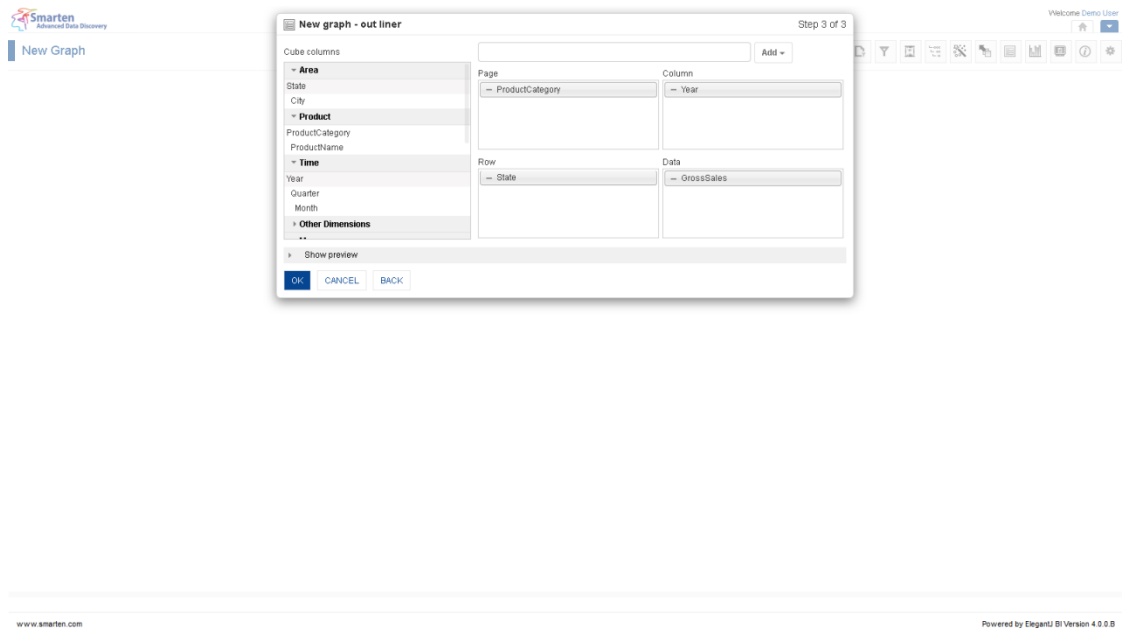 Smarten
Advanced Data Discovery
Welcome Demo User
New Graph
New graph - out liner
Step 3 of 3
Cube columns
Add
Area
State
City
Product
ProductCategory
ProductName
Time
Year
Quarter
Month
Other Dimensions
Page
– ProductCategory
Column
– Year
Row
– State
Data
– GrossSales
Show preview
OK
CANCEL
BACK
www.smarten.com
Powered by ElegantJ BI Version 4.0.0.B